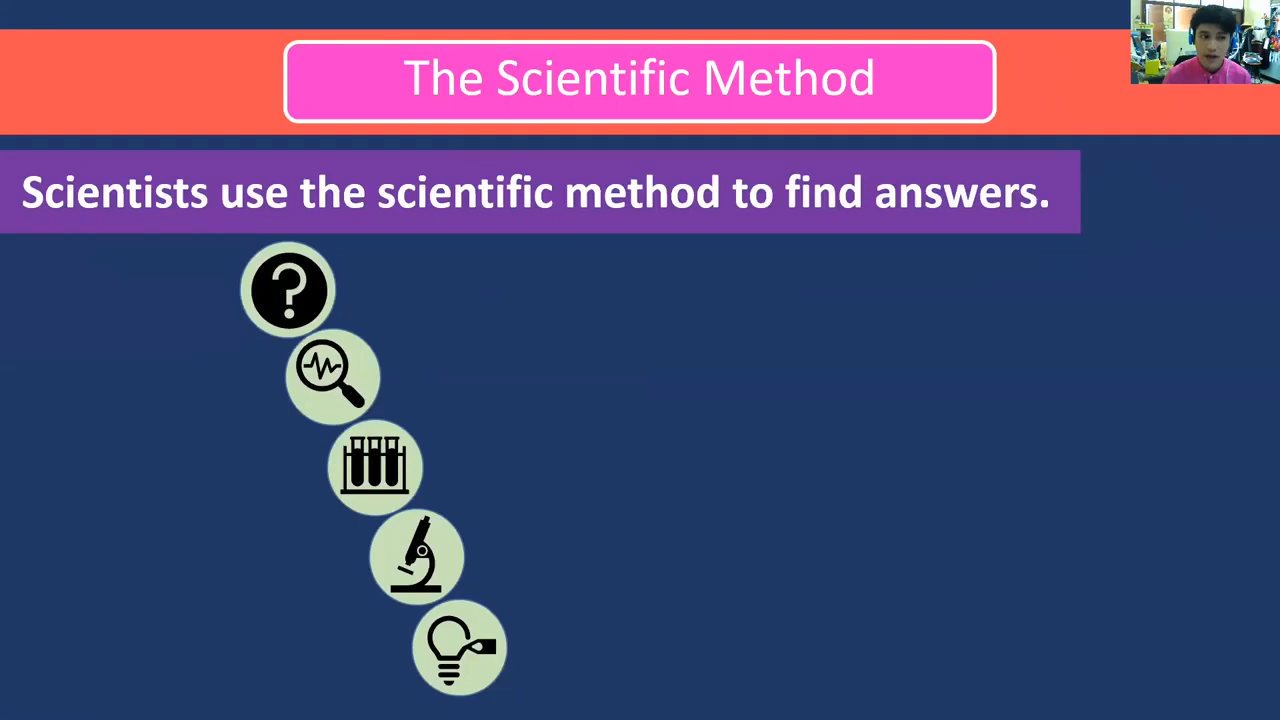 The Scientific Method
Scientists use the scientific method to find answers.
?